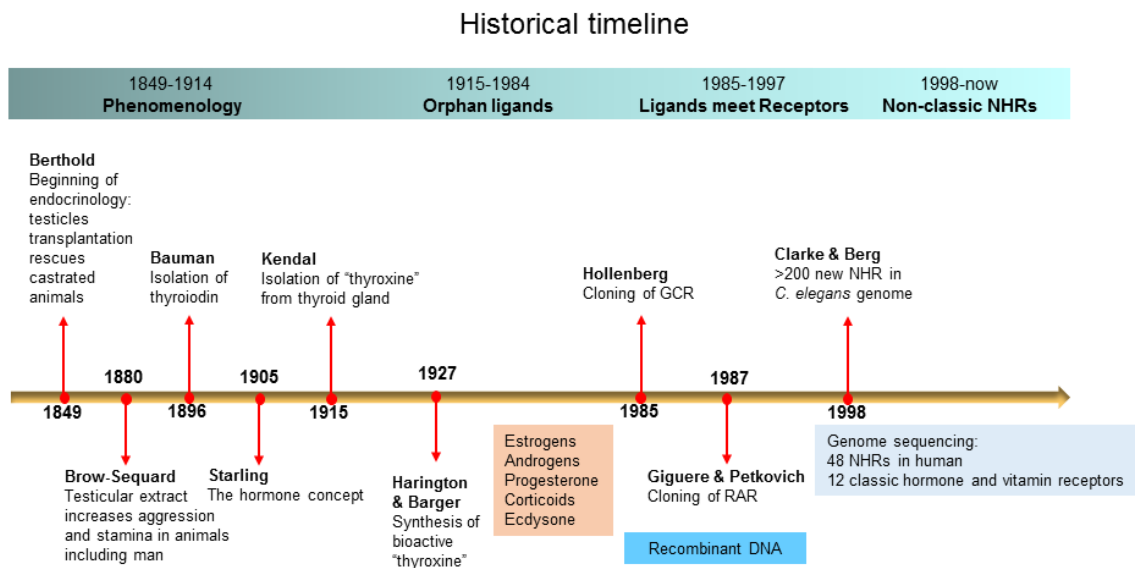 Historical timeline
1849-1914
Phenomenology
1915-1984
Orphan ligands
1985-1997
Ligands meet Receptors
1998-now
Non-classic NHRs
Berthold
Beginning of
endocrinology:
testicles
transplantation
rescues
castrated
animals
Bauman
Isolation of
thyroiodin
Kendal
Isolation of “thyroxine”
from thyroid gland
Hollenberg
Cloning of GCR
Clarke & Berg
>200 new NHR in
C. elegans genome
1849
1880
1896
1905
1915
1927
1985
1987
1998
Brow-Sequard
Testicular extract
increases aggression
and stamina in animals
including man
Starling
The hormone concept
Harington
& Barger
Synthesis of
bioactive
“thyroxine”
Estrogens
Androgens
Progesterone
Corticoids
Ecdysone
Giguere & Petkovich
Cloning of RAR
Recombinant DNA
Genome sequencing:
48 NHRs in human
12 classic hormone and vitamin receptors